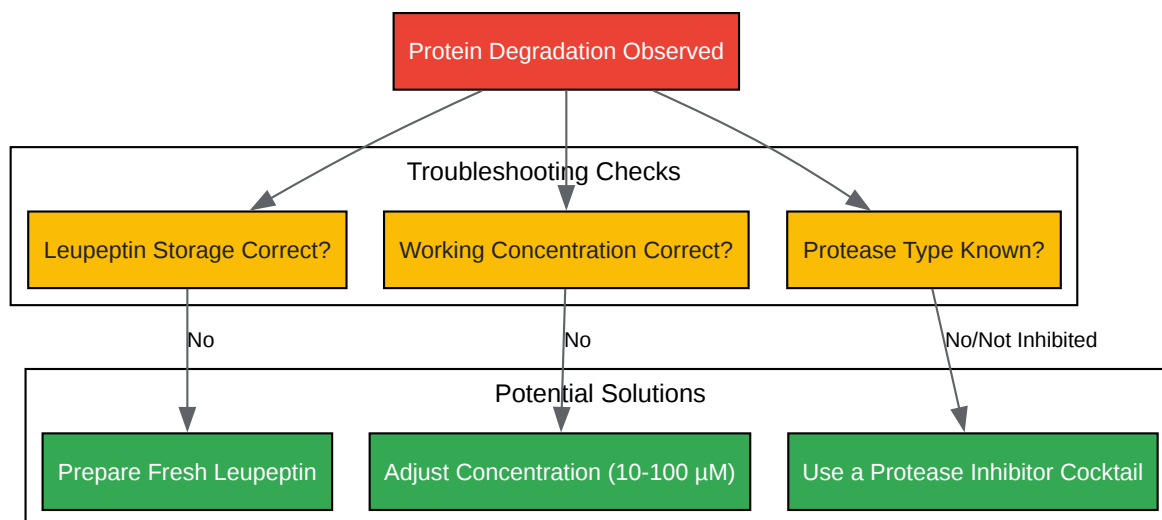 Protein Degradation Observed
Troubleshooting Checks
Leupeptin Storage Correct?
Working Concentration Correct?
Protease Type Known?
No
No
No/Not Inhibited
Potential Solutions
Prepare Fresh Leupeptin
Adjust Concentration (10-100 µM)
Use a Protease Inhibitor Cocktail